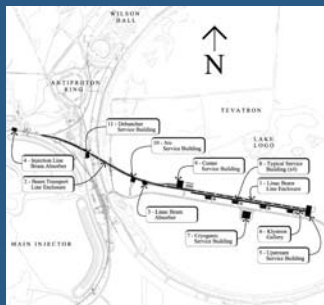 WILSON
HALL
ANTIPROTON
RING
N
TEVATRON
11 - Debuncher
Service Building
LAKE
LOGO
10 -
Service Building
9 - Center
Service Building
8 - Typical Service
Building (x4)
1 - Linac Beam
Line Enclosure
4 - Injection Line
Beam Absorber
2 - Beam Transport
Line Enclosure
3 - Linac Beam
Absorber
6 - Klystron
Gallery
MAIN INJECTOR
7 - Cryogenic
Service Building
5 - Upstream
Service Building